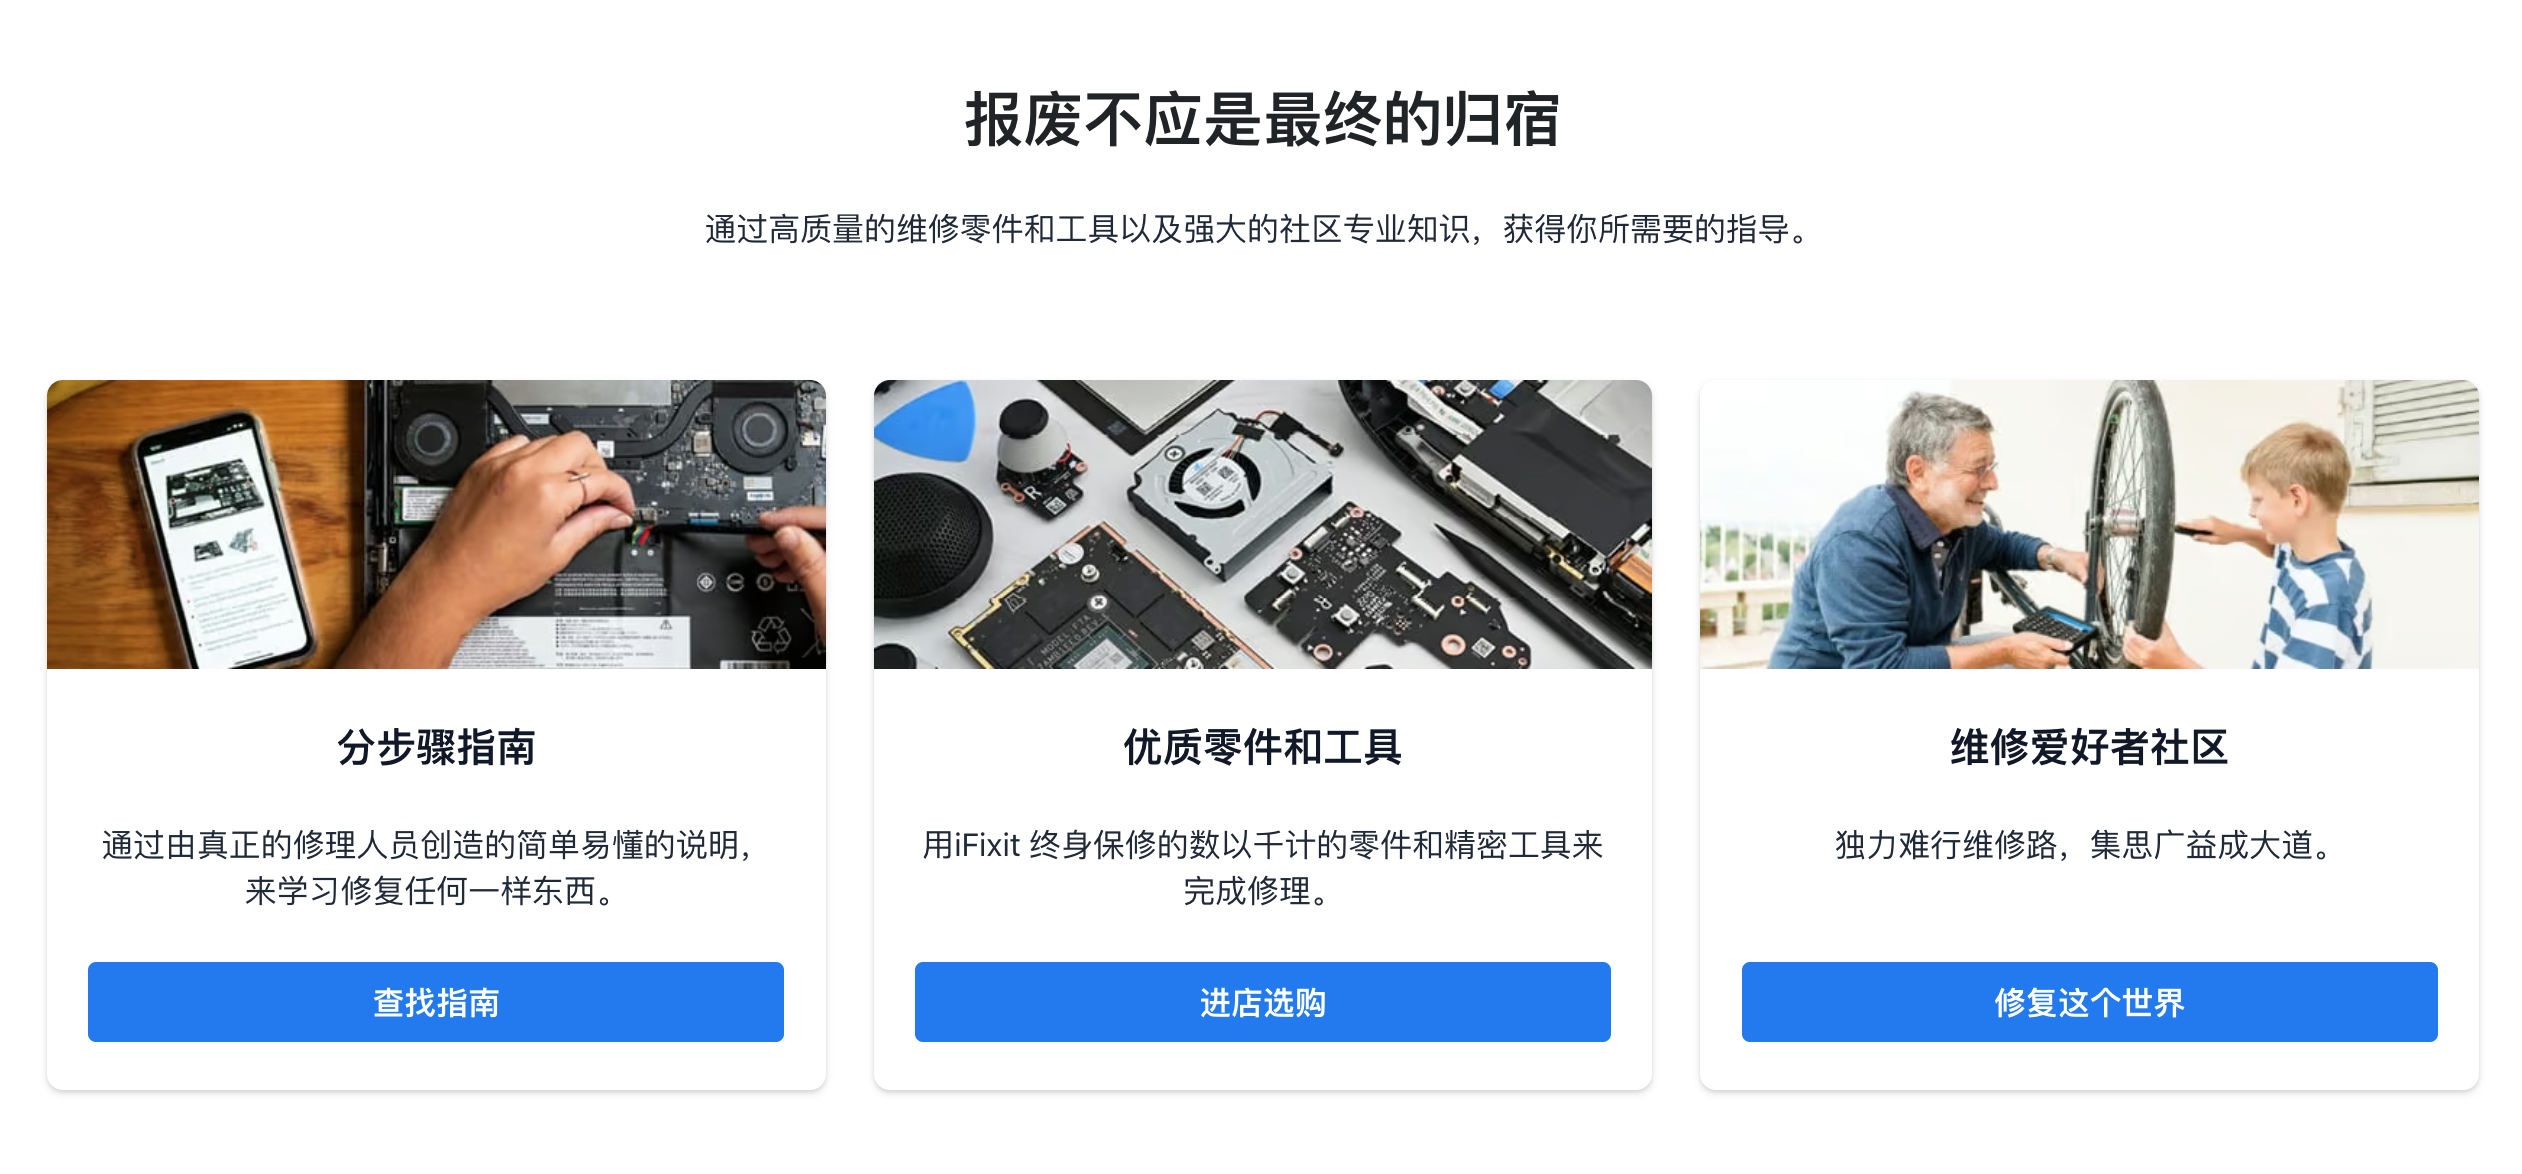 报废不应是最终的归宿
通过高质量的维修零件和工具以及强大的社区专业知识，获得你所需要的指导。
分步骤指南
通过由真正的修理人员创造的简单易懂的说明，
来学习修复任何一样东西。
查找指南
优质零件和工具
用iFixit 终身保修的数以千计的零件和精密工具来
完成修理。
进店选购
维修爱好者社区
独力难行维修路，集思广益成大道。
修复这个世界